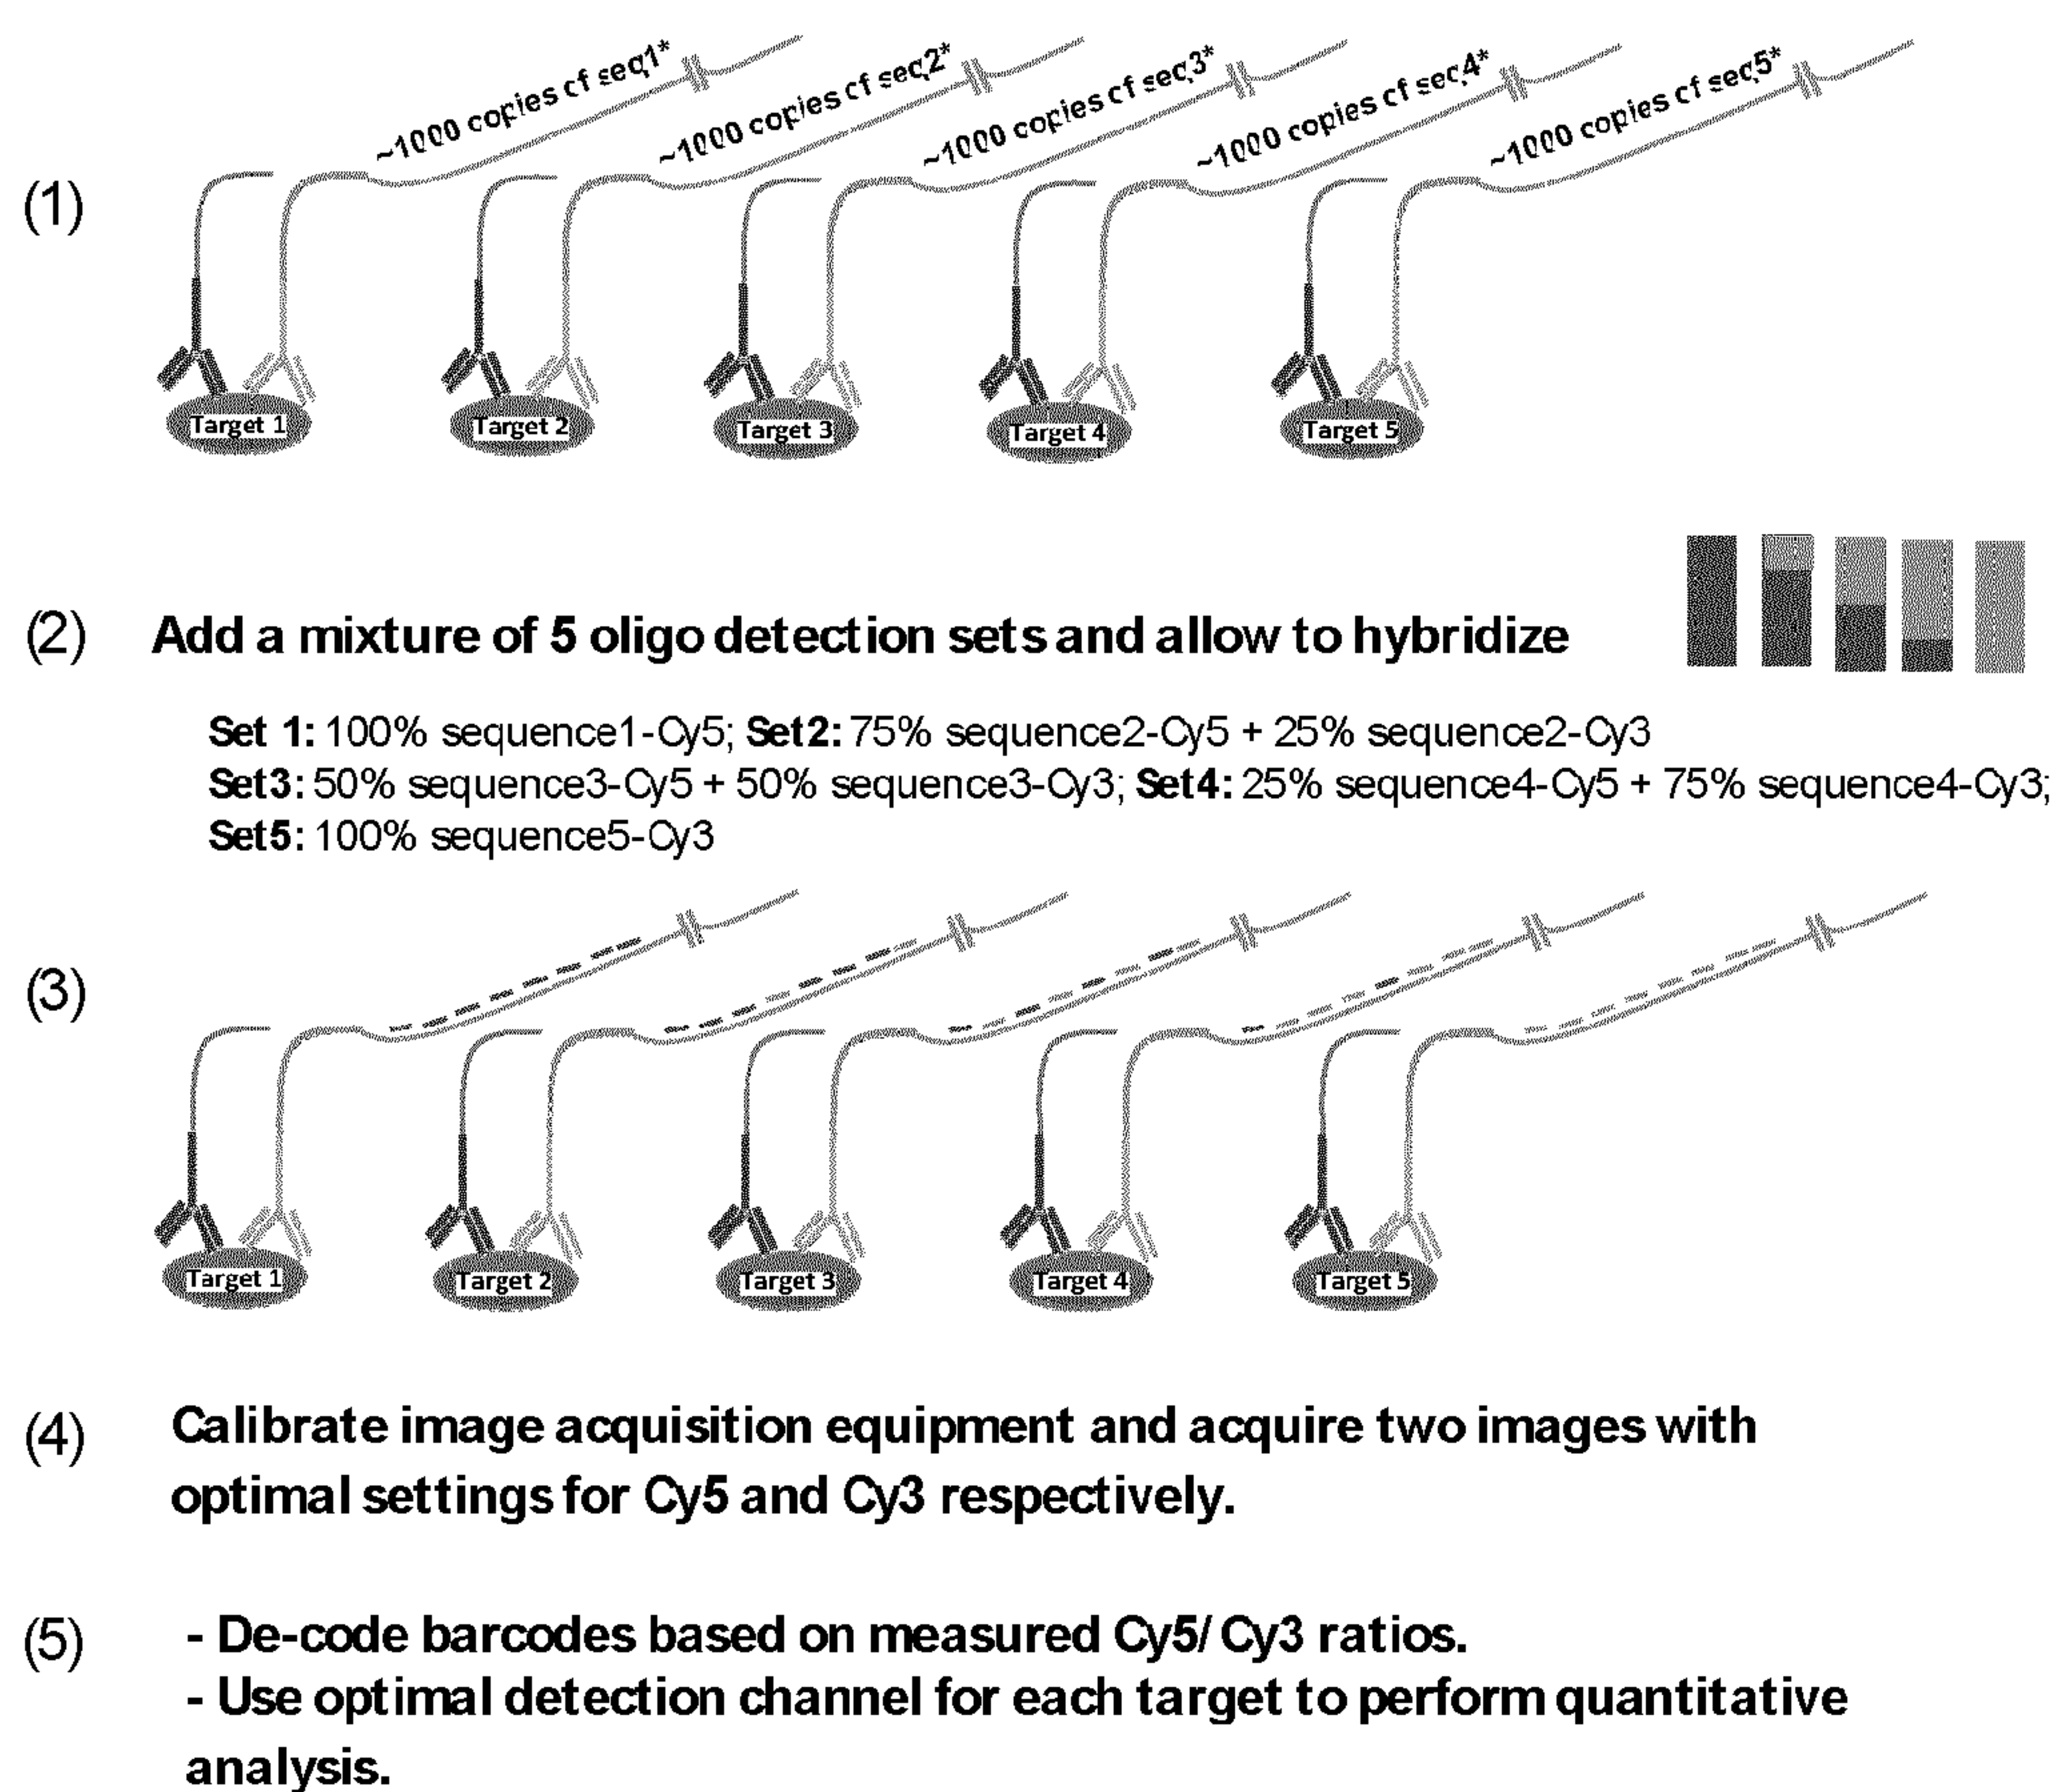 ~1000 copies cf seq1*
~1000 copies cf seq2*
~1000 copies cf seq3*
~1000 copies cf seq4*
~1000 copies cf seq5*
(1)
Target 1
Target 2
Target 3
Target 4
Target 5
(2) Add a mixture of 5 oligo detection sets and allow to hybridize
Set 1: 100% sequence1-Cy5; Set2: 75% sequence2-Cy5 + 25% sequence2-Cy3
Set3: 50% sequence3-Cy5 + 50% sequence3-Cy3; Set4: 25% sequence4-Cy5 + 75% sequence4-Cy3;
Set5: 100% sequence5-Cy3
(3)
Target 1
Target 2
Target 3
Target 4
Target 5
(4) Calibrate image acquisition equipment and acquire two images with
optimal settings for Cy5 and Cy3 respectively.
(5) - De-code barcodes based on measured Cy5/Cy3 ratios.
- Use optimal detection channel for each target to perform quantitative
analysis.